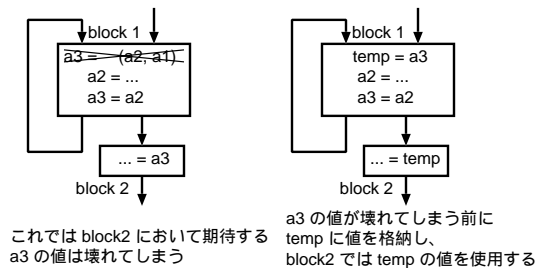 block 1
a3 = (a2, a1)
a2 = ...
a3 = a2
... = a3
block 2
これでは block2 において期待する
a3 の値は壊れてしまう
block 1
temp = a3
a2 = ...
a3 = a2
... = temp
block 2
a3 の値が壊れてしまう前に
temp に値を格納し、
block2 では temp の値を使用する